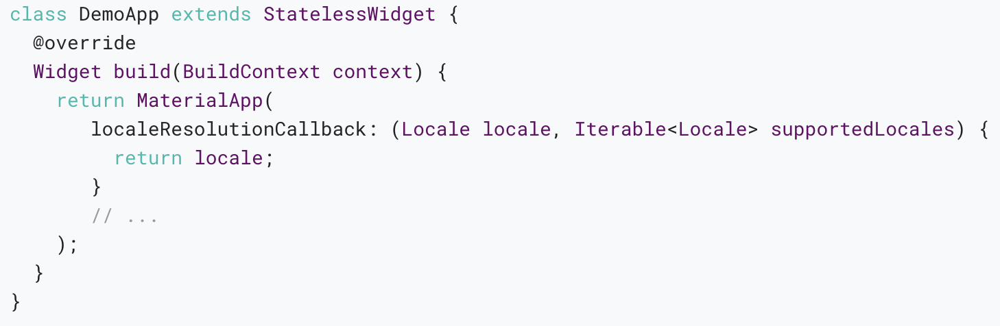 class DemoApp extends StatelessWidget {
  @override
  Widget build(BuildContext context) {
    return MaterialApp(
       localeResolutionCallback: (Locale locale, Iterable<Locale> supportedLocales) {
         return locale;
       }
       // ...
    );
  }
}